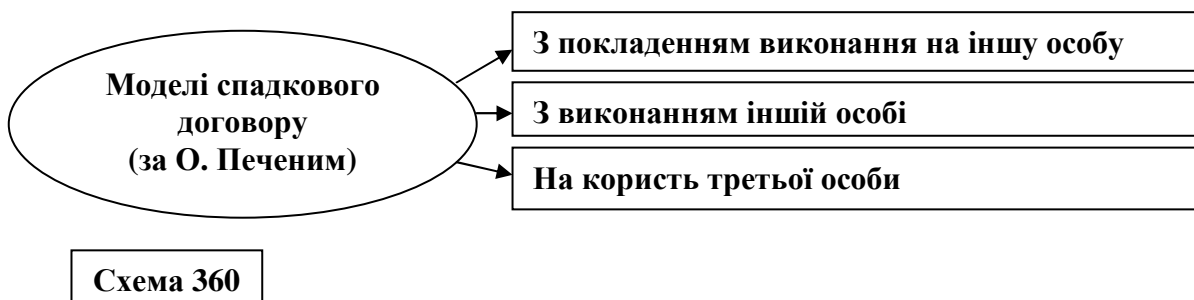 Моделі спадкового
договору
(за О. Печеним)
З покладенням виконання на іншу особу
З виконанням іншій особі
На користь третьої особи
Схема 360